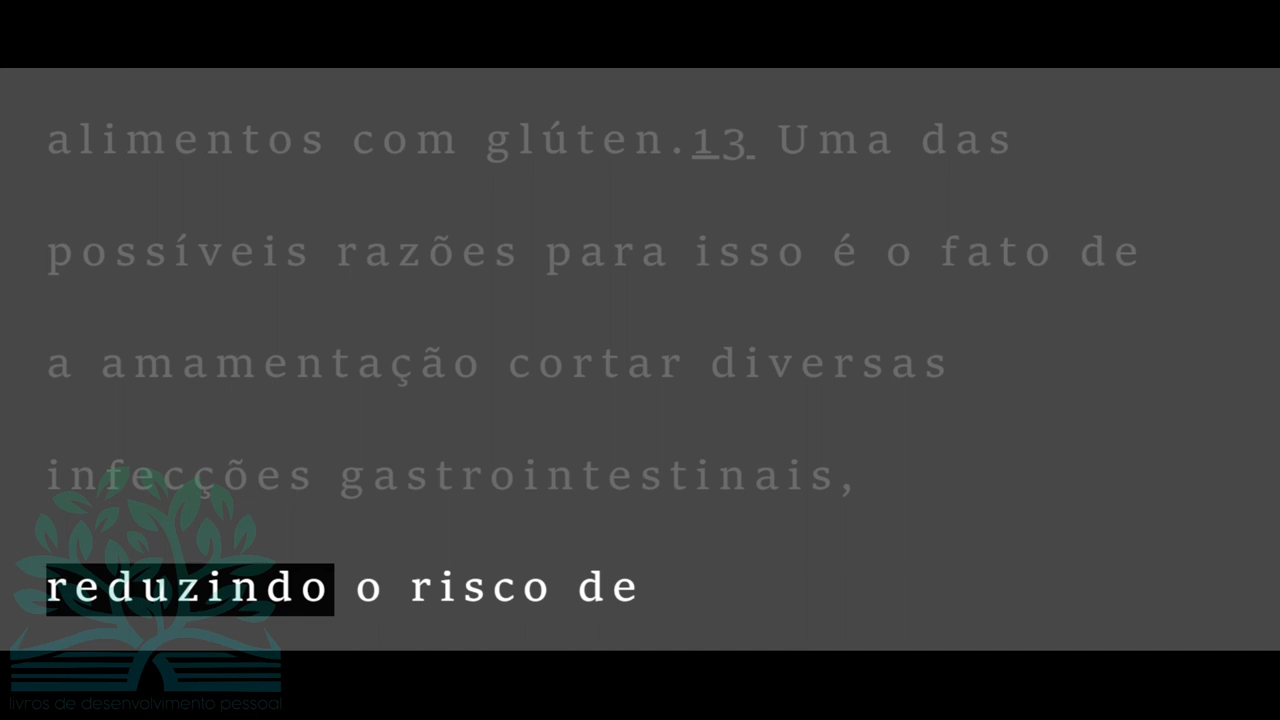 alimentos com glúten.13 Uma das
possíveis razões para isso é o fato de
a amamentação cortar diversas
infecções gastrointestinais,
reduzindo o risco de
livros de desenvolvimento pessoal